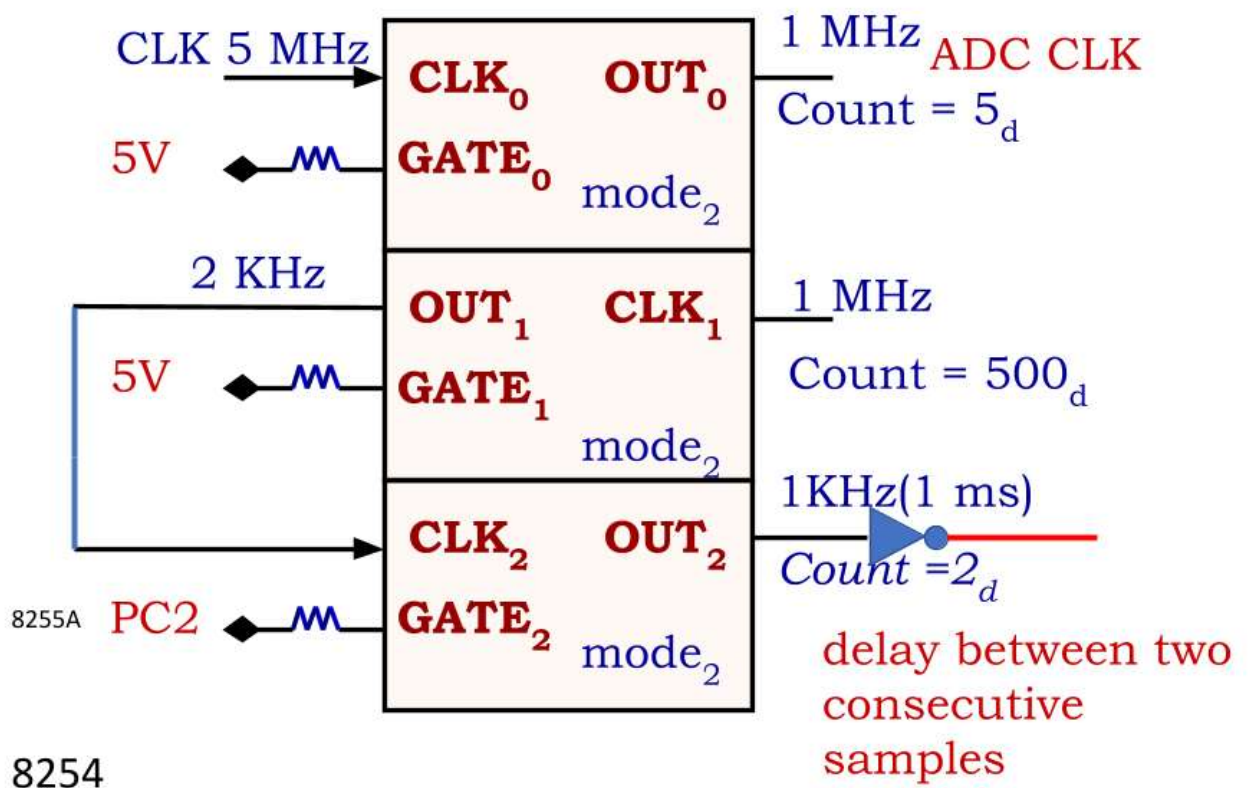 CLK 5 MHz
CLK₀ OUT₀
1 MHz
ADC CLK
Count = 5d
5V
GATE₀
mode₂
2 KHz
OUT₁ CLK₁
1 MHz
5V
GATE₁
Count = 500d
mode₂
1KHz(1 ms)
CLK₂ OUT₂
Count =2d
8255A PC2
GATE₂
mode₂
delay between two
consecutive
samples
8254